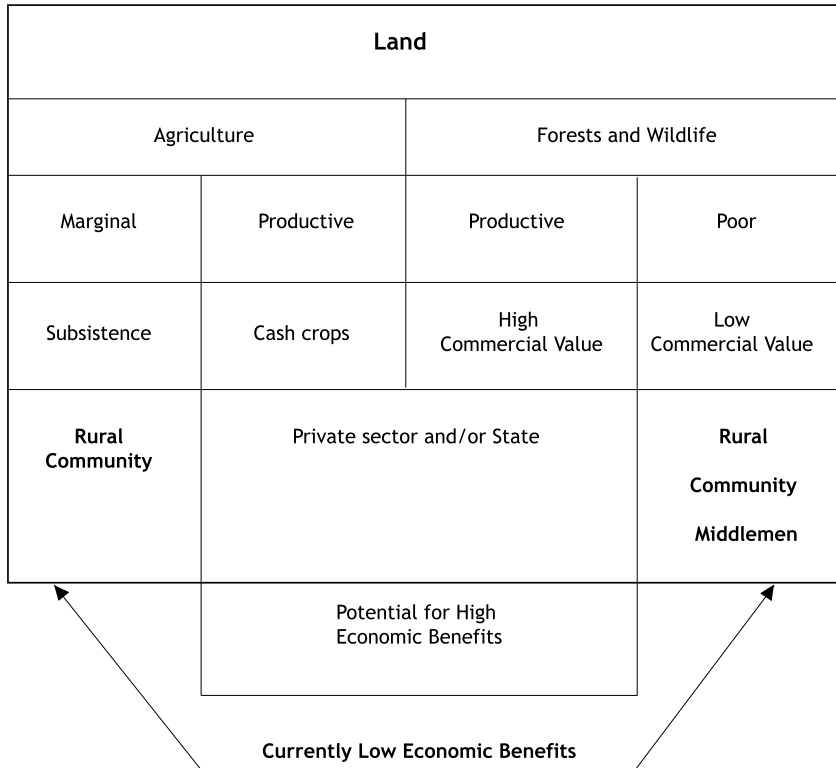 Land
Agriculture
Forests and Wildlife
Marginal
Productive
Productive
Poor
Subsistence
Cash crops
High
Commercial Value
Low
Commercial Value
Rural
Community
Private sector and/or State
Rural
Community
Middlemen
Potential for High
Economic Benefits
Currently Low Economic Benefits